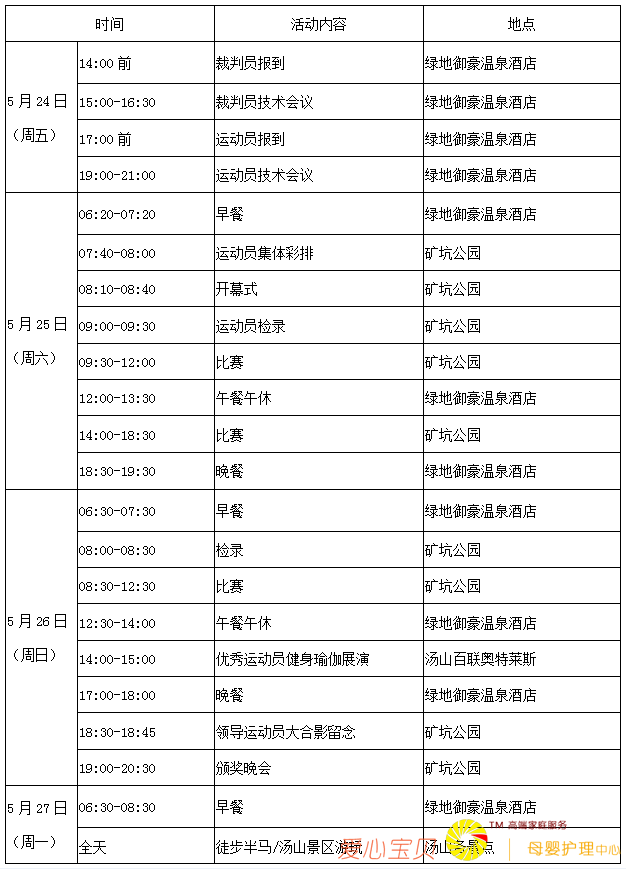 时间 活动内容 地点
5月24日
（周五）
14:00前 裁判员报到 绿地御豪温泉酒店
15:00-16:30 裁判员技术会议 绿地御豪温泉酒店
17:00前 运动员报到 绿地御豪温泉酒店
19:00-21:00 运动员技术会议 绿地御豪温泉酒店
5月25日
（周六）
06:20-07:20 早餐 绿地御豪温泉酒店
07:40-08:00 运动员集体彩排 矿坑公园
08:10-08:40 开幕式 矿坑公园
09:00-09:30 运动员检录 矿坑公园
09:30-12:00 比赛 矿坑公园
12:00-13:30 午餐午休 绿地御豪温泉酒店
14:00-18:30 比赛 矿坑公园
18:30-19:30 晚餐 绿地御豪温泉酒店
5月26日
（周日）
06:30-07:30 早餐 绿地御豪温泉酒店
08:00-08:30 检录 矿坑公园
08:30-12:30 比赛 矿坑公园
12:30-14:00 午餐午休 绿地御豪温泉酒店
14:00-15:00 优秀运动员健身瑜伽展演 汤山百联奥特莱斯
17:00-18:00 晚餐 绿地御豪温泉酒店
18:30-18:45 领导运动员大合影留念 矿坑公园
19:00-20:30 颁奖晚会 矿坑公园
5月27日
（周一）
06:30-08:30 早餐 绿地御豪温泉酒店
全天 徒步半马/汤山景区游玩 汤山各景点
爱心宝贝
TM 高端家庭服务
母婴护理中心